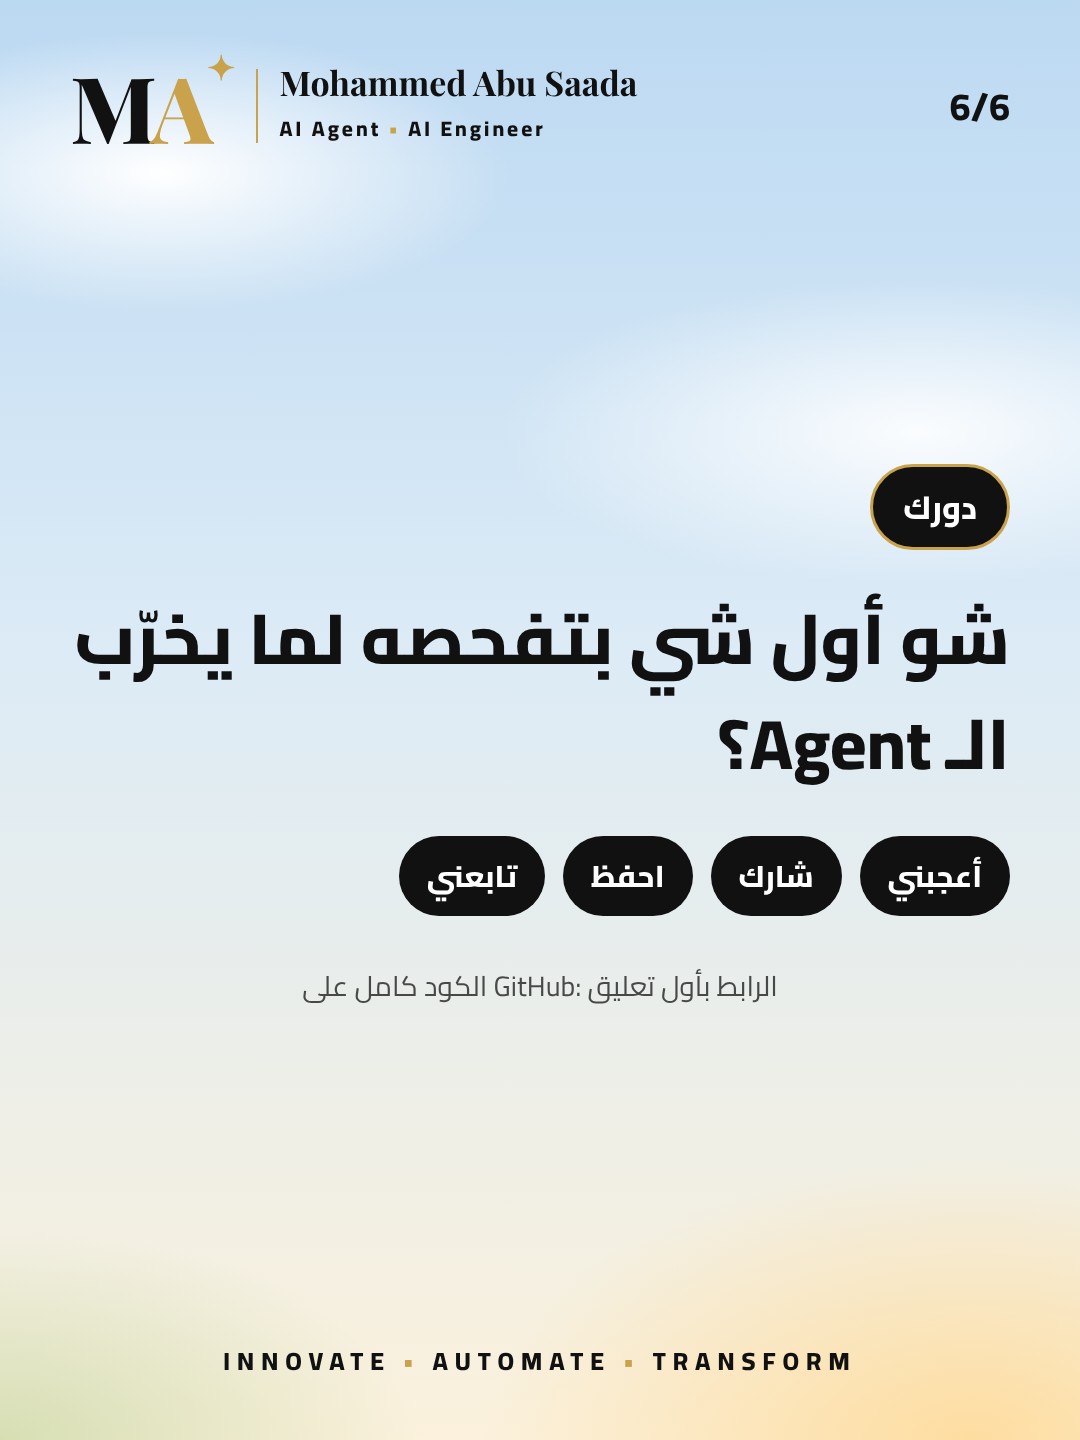 MA
Mohammed Abu Saada
AI Agent ▪ AI Engineer
6/6
دورك
شو أول شي بتفحصه لما يخرّب
الـ Agent؟
أعجبني
شارك
احفظ
تابعني
الرابط بأول تعليق :GitHub الكود كامل على
INNOVATE ▪ AUTOMATE ▪ TRANSFORM